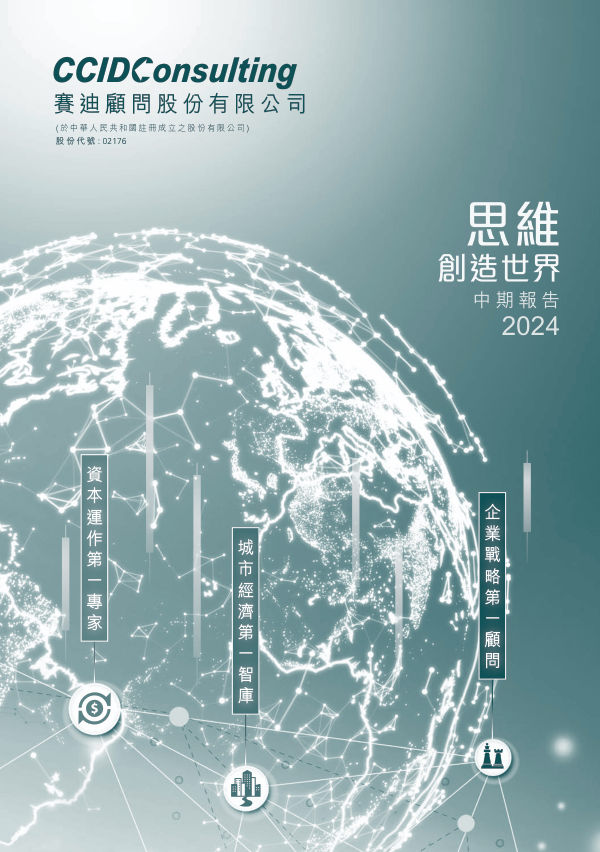 CCIDConsulting
賽迪顧問股份有限公司
(於中華人民共和國註冊成立之股份有限公司)
股份代號 : 02176
思維
創造世界
中期報告
2024
資本運作第一專家
城市經濟第一智庫
企業戰略第一顧問
$